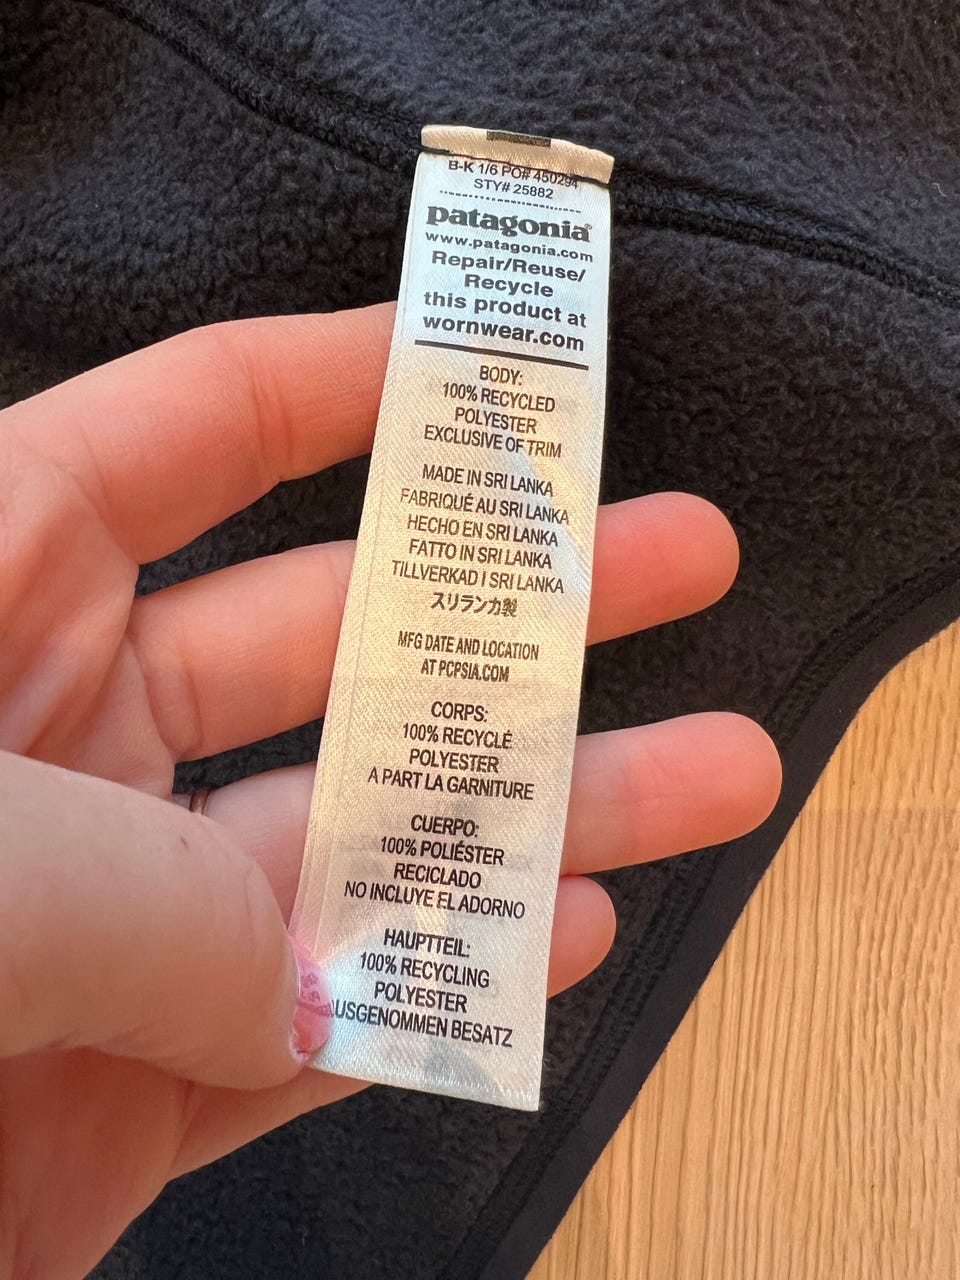 B-K 1/6 PO# 450294
STY# 25882
patagonia®
www.patagonia.com
Repair/Reuse/
Recycle
this product at
wornwear.com
BODY:
100% RECYCLED
POLYESTER
EXCLUSIVE OF TRIM
MADE IN SRI LANKA
FABRIQUÉ AU SRI LANKA
HECHO EN SRI LANKA
FATTO IN SRI LANKA
TILLVERKAD I SRI LANKA
スリランカ製
MFG DATE AND LOCATION
AT PCPSIA.COM
CORPS:
100% RECYCLÉ
POLYESTER
A PART LA GARNITURE
CUERPO:
100% POLIÉSTER
RECICLADO
NO INCLUYE EL ADORNO
HAUPTTEIL:
100% RECYCLING
POLYESTER
USGENOMMEN BESATZ